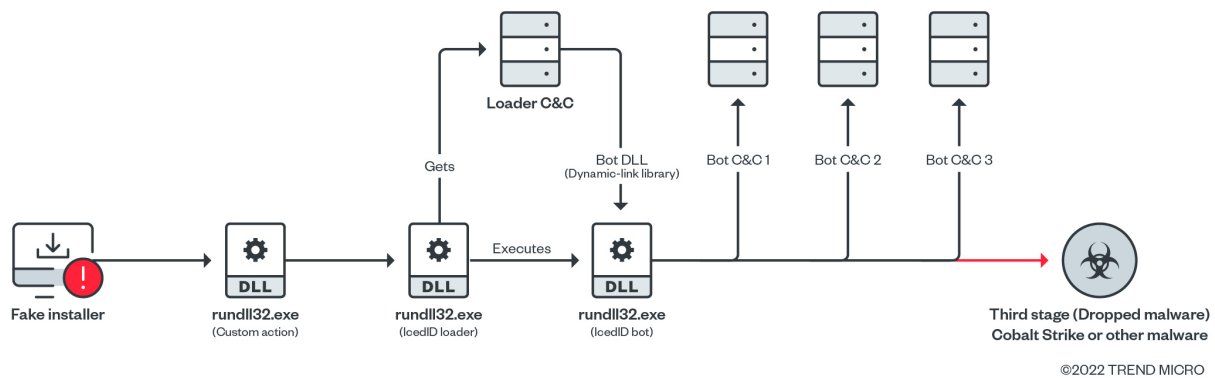 Loader C&C
Gets
Bot DLL
(Dynamic-link library)
Bot C&C 1
Bot C&C 2
Bot C&C 3
Executes
DLL
DLL
DLL
Fake installer
rundll32.exe
(Custom action)
rundll32.exe
(IcedID loader)
rundll32.exe
(IcedID bot)
Third stage (Dropped malware)
Cobalt Strike or other malware
©2022 TREND MICRO